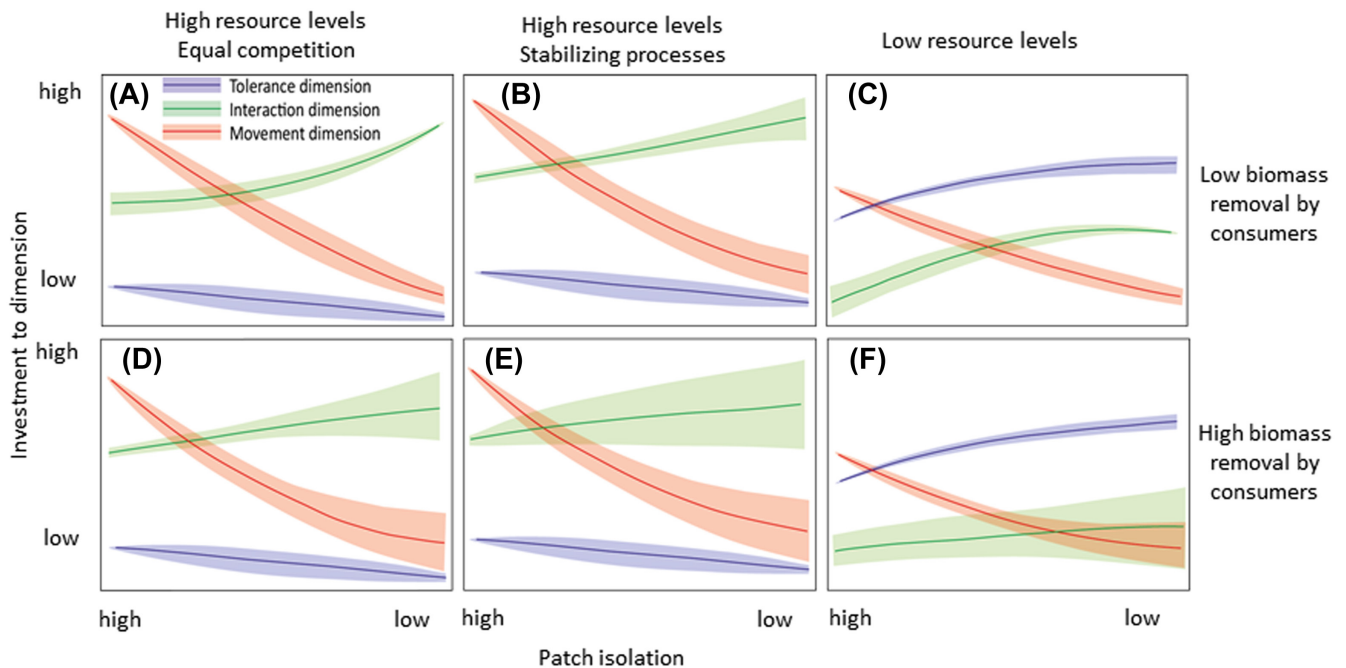 High resource levels
Equal competition
High resource levels
Stabilizing processes
Low resource levels
high
(A)
Tolerance dimension
Interaction dimension
Movement dimension
(B)
(C)
Low biomass
removal by
consumers
low
Investment to dimension
high
(D)
(E)
(F)
High biomass
removal by
consumers
low
high
low
high
low
high
low
Patch isolation